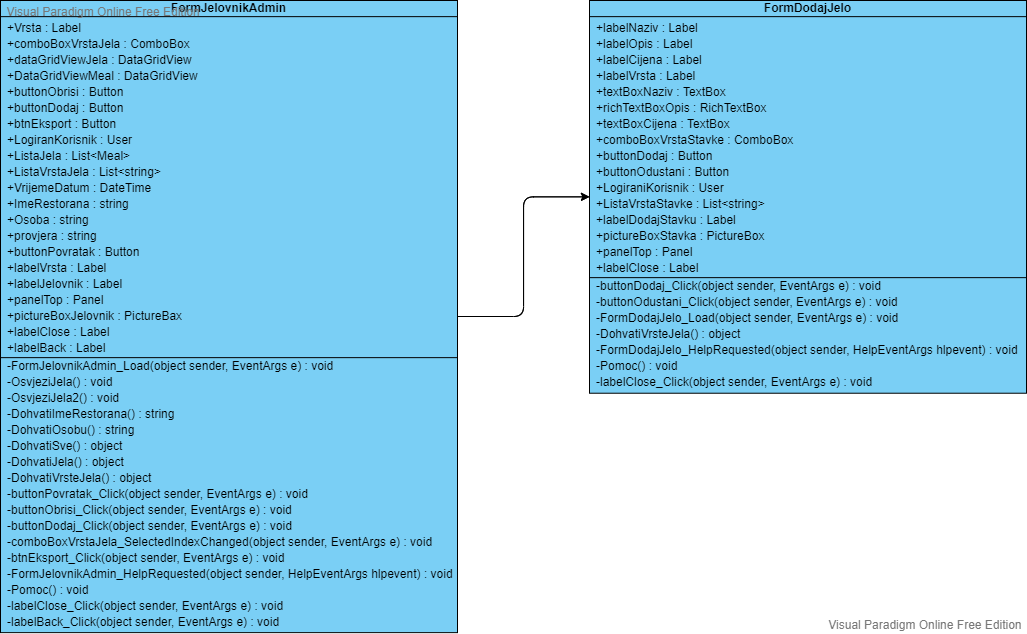 Visual Paradigm Online Free Edition
FormJelovnikAdmin
+Vrsta : Label
+comboBoxVrstaJela : ComboBox
+dataGridViewJela : DataGridView
+DataGridViewMeal : DataGridView
+buttonObrisi : Button
+buttonDodaj : Button
+btnEksport : Button
+LogiranKorisnik : User
+ListaJela : List<Meal>
+ListaVrstaJela : List<string>
+VrijemeDatum : DateTime
+ImeRestorana : string
+Osoba : string
+provjera : string
+buttonPovratak : Button
+labelVrsta : Label
+labelJelovnik : Label
+panelTop : Panel
+pictureBoxJelovnik : PictureBax
+labelClose : Label
+labelBack : Label
-FormJelovnikAdmin_Load(object sender, EventArgs e) : void
-OsvjeziJela() : void
-OsvjeziJela2() : void
-DohvatiImeRestorana() : string
-DohvatiOsobu() : string
-DohvatiSve() : object
-DohvatiJela() : object
-DohvatiVrsteJela() : object
-buttonPovratak_Click(object sender, EventArgs e) : void
-buttonObrisi_Click(object sender, EventArgs e) : void
-buttonDodaj_Click(object sender, EventArgs e) : void
-comboBoxVrstaJela_SelectedIndexChanged(object sender, EventArgs e) : void
-btnEksport_Click(object sender, EventArgs e) : void
-FormJelovnikAdmin_HelpRequested(object sender, HelpEventArgs hlpevent) : void
-Pomoc() : void
-labelClose_Click(object sender, EventArgs e) : void
-labelBack_Click(object sender, EventArgs e) : void
FormDodajJelo
+labelNaziv : Label
+labelOpis : Label
+labelCijena : Label
+labelVrsta : Label
+textBoxNaziv : TextBox
+richTextBoxOpis : RichTextBox
+textBoxCijena : TextBox
+comboBoxVrstaStavke : ComboBox
+buttonDodaj : Button
+buttonOdustani : Button
+LogiraniKorisnik : User
+ListaVrstaStavke : List<string>
+labelDodajStavku : Label
+pictureBoxStavka : PictureBox
+panelTop : Panel
+labelClose : Label
-buttonDodaj_Click(object sender, EventArgs e) : void
-buttonOdustani_Click(object sender, EventArgs e) : void
-FormDodajJelo_Load(object sender, EventArgs e) : void
-DohvatiVrsteJela() : object
-FormDodajJelo_HelpRequested(object sender, HelpEventArgs hlpevent) : void
-Pomoc() : void
-labelClose_Click(object sender, EventArgs e) : void
Visual Paradigm Online Free Edition